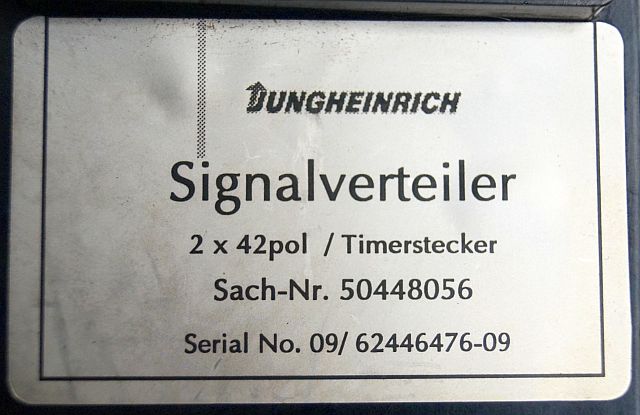 JUNGHEINRICH
Signalverteiler
2 x 42pol / Timerstecker
Sach-Nr. 50448056
Serial No. 09/ 62446476-09